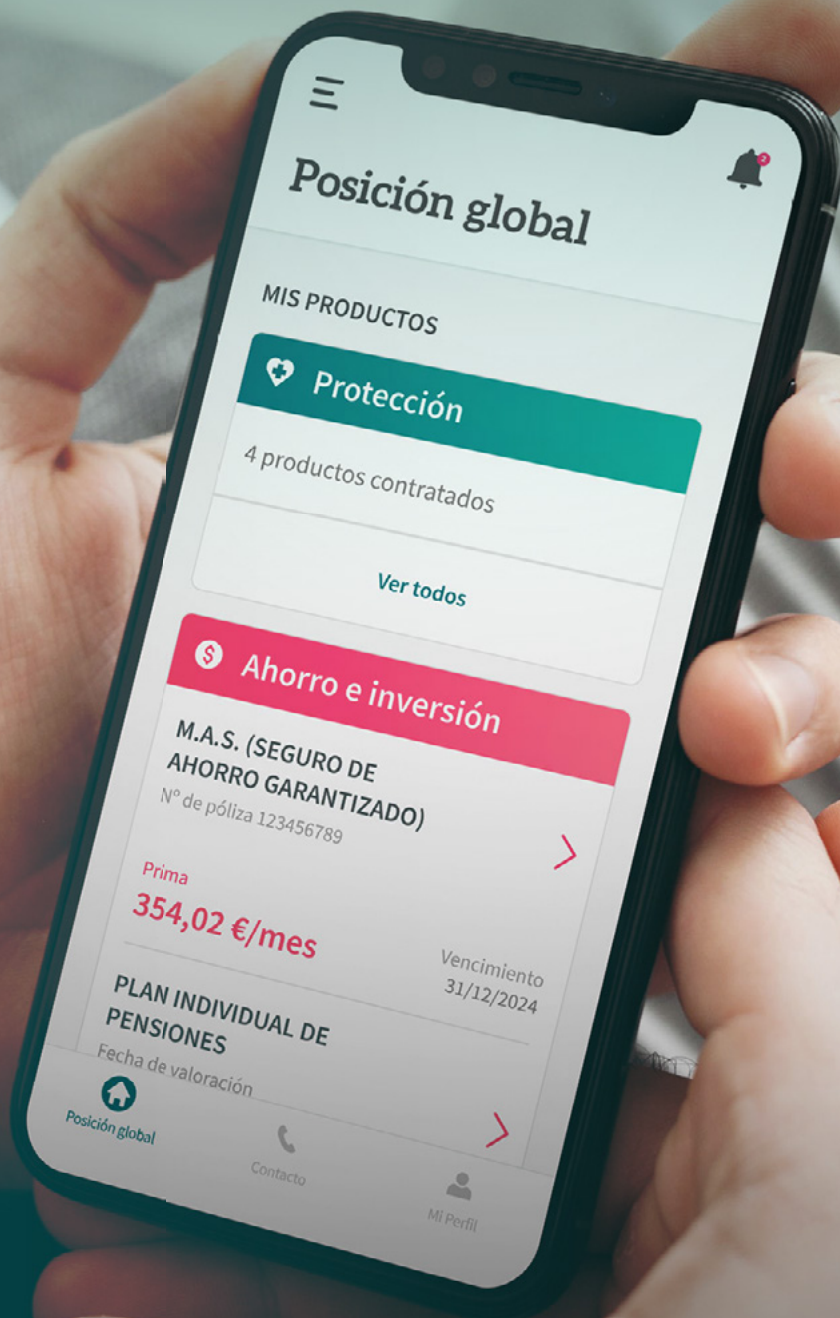 2
Posición global
MIS PRODUCTOS
Protección
4 productos contratados
Ver todos
$ Ahorro e inversión
M.A.S. (SEGURO DE
AHORRO GARANTIZADO)
Nº de póliza 123456789
Prima
354,02 €/mes
Vencimiento
31/12/2024
PLAN INDIVIDUAL DE
PENSIONES
Fecha de valoración
Posición global
Contacto
Mi Perfil